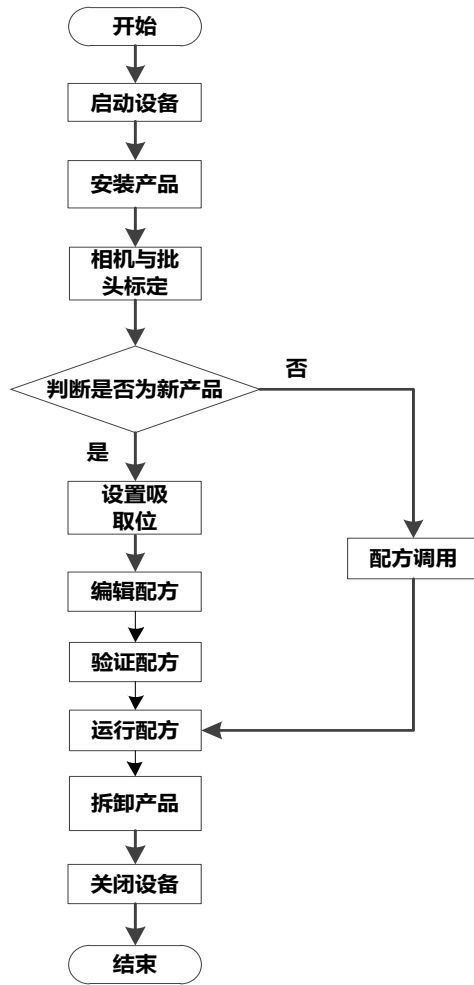 开始
启动设备
安装产品
相机与批
头标定
判断是否为新产品
否
是
设置吸
取位
配方调用
编辑配方
验证配方
运行配方
拆卸产品
关闭设备
结束